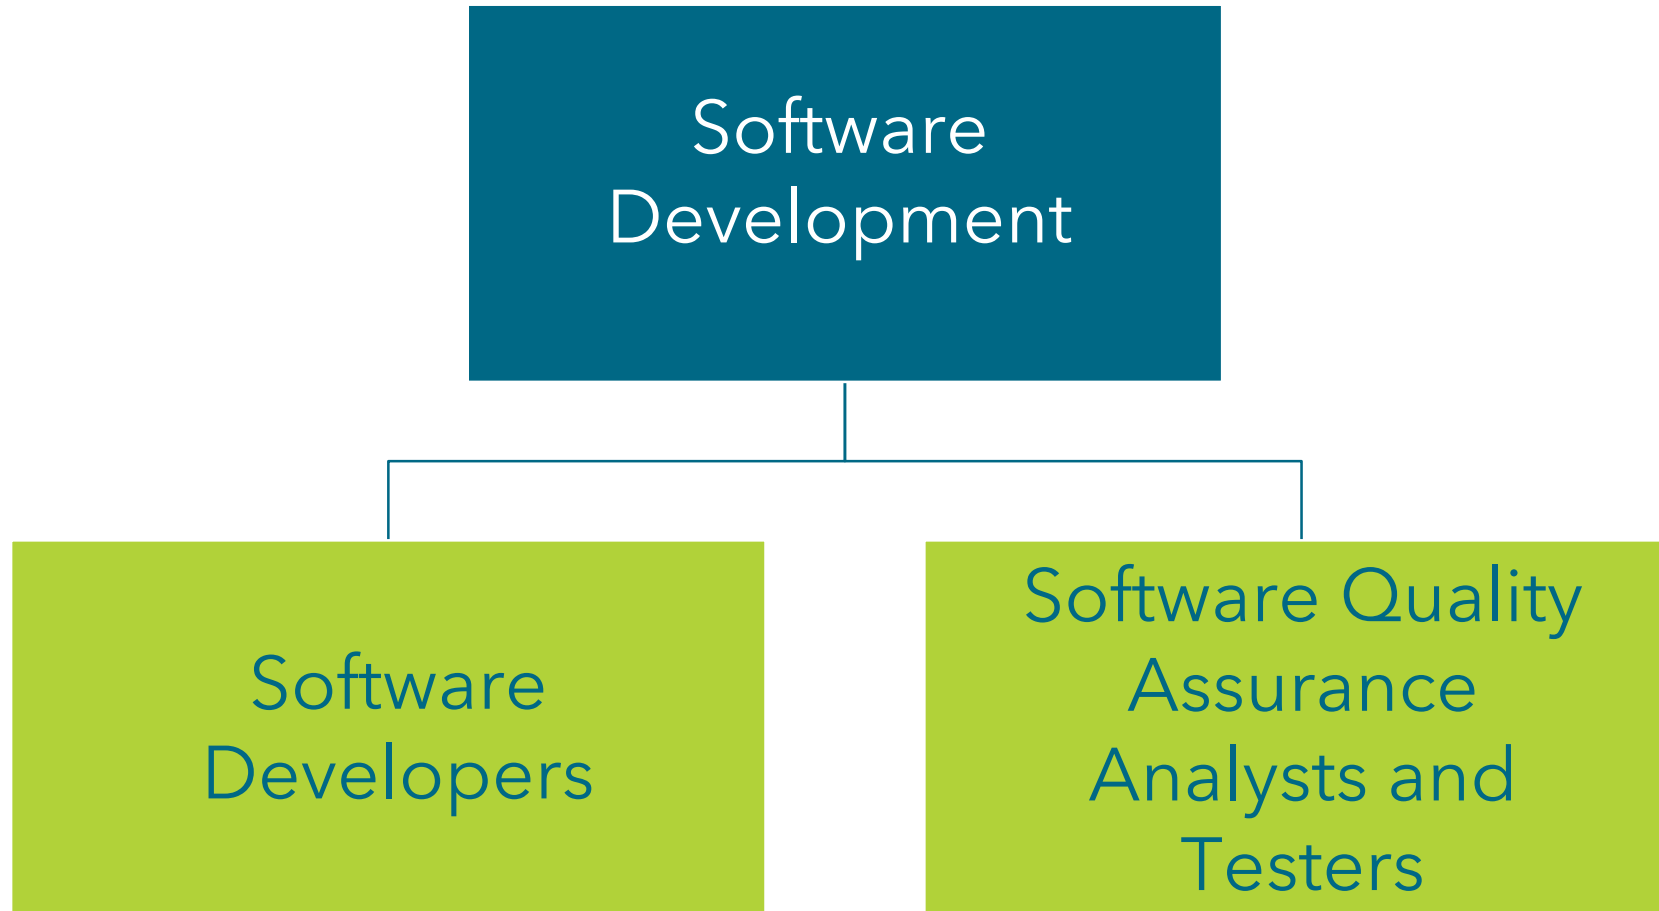 Software
Development
Software
Developers
Software Quality
Assurance
Analysts and
Testers